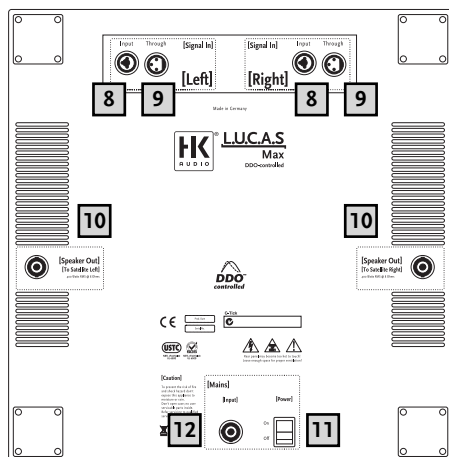 Input
Through
[Signal In]
[Left]
[Signal In]
Input
Through
[Right]
8
9
8
9
Made in Germany
HK
AUDIO
®
L.U.C.A.S
Max
DDO-controlled
10
10
[Speaker Out]
[To Satellite Left]
[Speaker Out]
[To Satellite Right]
DDO
controlled
CE
C-Tick
USTC
[Caution]
[Mains]
[Input]
[Power]
On
Off
12
11